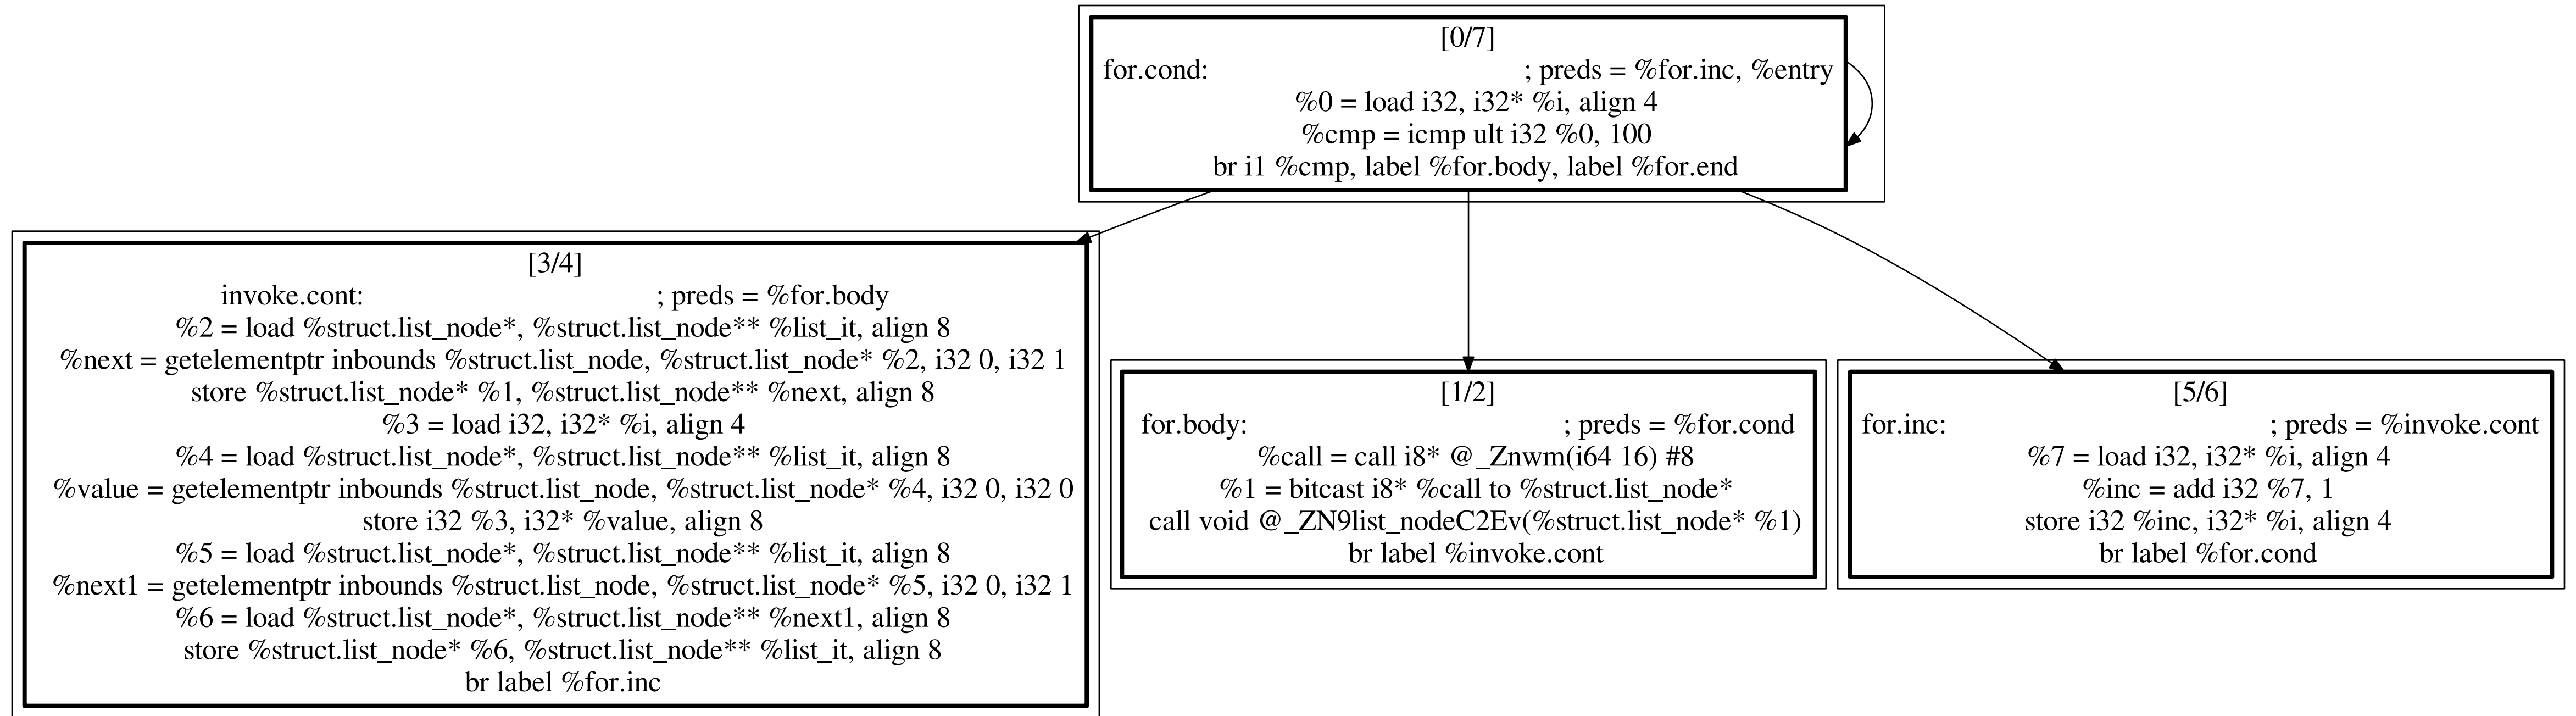 [0/7]
for.cond:                                          ; preds = %for.inc, %entry
%0 = load i32, i32* %i, align 4
%cmp = icmp ult i32 %0, 100
br i1 %cmp, label %for.body, label %for.end
[3/4]
invoke.cont:                                       ; preds = %for.body
%2 = load %struct.list_node*, %struct.list_node** %list_it, align 8
%next = getelementptr inbounds %struct.list_node, %struct.list_node* %2, i32 0, i32 1
store %struct.list_node* %1, %struct.list_node** %next, align 8
%3 = load i32, i32* %i, align 4
%4 = load %struct.list_node*, %struct.list_node** %list_it, align 8
%value = getelementptr inbounds %struct.list_node, %struct.list_node* %4, i32 0, i32 0
store i32 %3, i32* %value, align 8
%5 = load %struct.list_node*, %struct.list_node** %list_it, align 8
%next1 = getelementptr inbounds %struct.list_node, %struct.list_node* %5, i32 0, i32 1
%6 = load %struct.list_node*, %struct.list_node** %next1, align 8
store %struct.list_node* %6, %struct.list_node** %list_it, align 8
br label %for.inc
[1/2]
for.body:                                          ; preds = %for.cond
%call = call i8* @_Znwm(i64 16) #8
%1 = bitcast i8* %call to %struct.list_node*
call void @_ZN9list_nodeC2Ev(%struct.list_node* %1)
br label %invoke.cont
[5/6]
for.inc:                                           ; preds = %invoke.cont
%7 = load i32, i32* %i, align 4
%inc = add i32 %7, 1
store i32 %inc, i32* %i, align 4
br label %for.cond